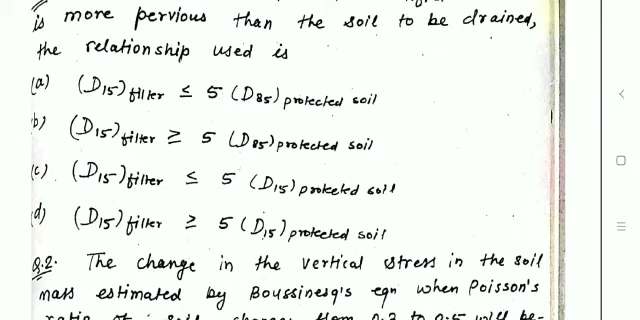 is more pervious than the soil to be drained,
the relationship used is
(a) (D15)filter ≤ 5 (D85)protected soil
b) (D15)filter ≥ 5 (D85)protected soil
(c) (D15)filter ≤ 5 (D15)protected soil
(d) (D15)filter ≥ 5 (D15)protected soil
Q.2. The change in the vertical stress in the soil
mass estimated by Boussinesq's eqn when Poisson's